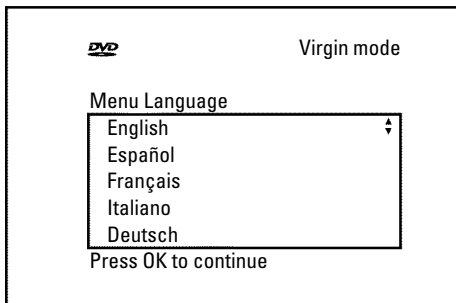 DVD
Virgin mode
Menu Language
English
Español
Français
Italiano
Deutsch
Press OK to continue